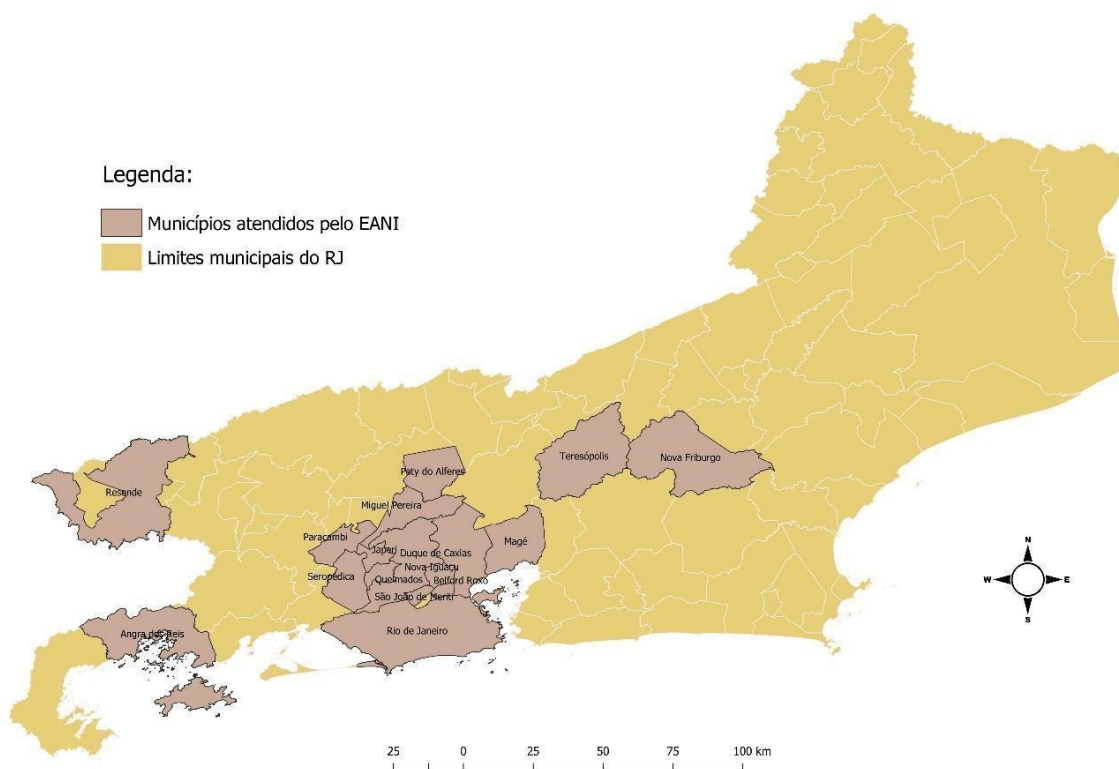 Legenda:
Municípios atendidos pelo EANI
Limites municipais do RJ
Teresópolis
Nova Friburgo
Paty do Alferes
Resende
Miguel Pereira
Paracambi
Magé
Japeri
Duque de Caxias
Nova Iguaçu
Seropédica
Queimados
Belford Roxo
São João de Meriti
Rio de Janeiro
Angra dos Reis
N
W
E
S
25 0 25 50 75 100 km